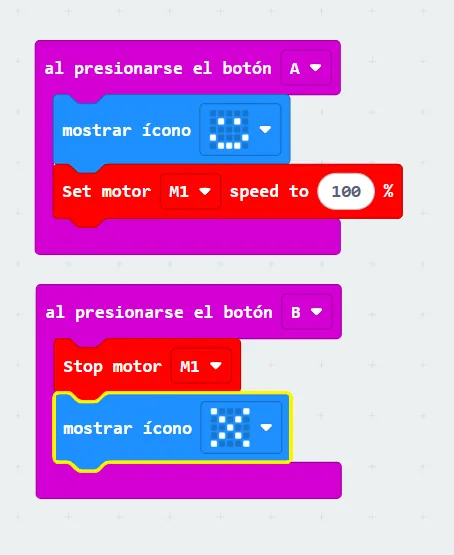 al presionarse el botón A
mostrar ícono
Set motor M1 speed to 100 %
al presionarse el botón B
Stop motor M1
mostrar ícono